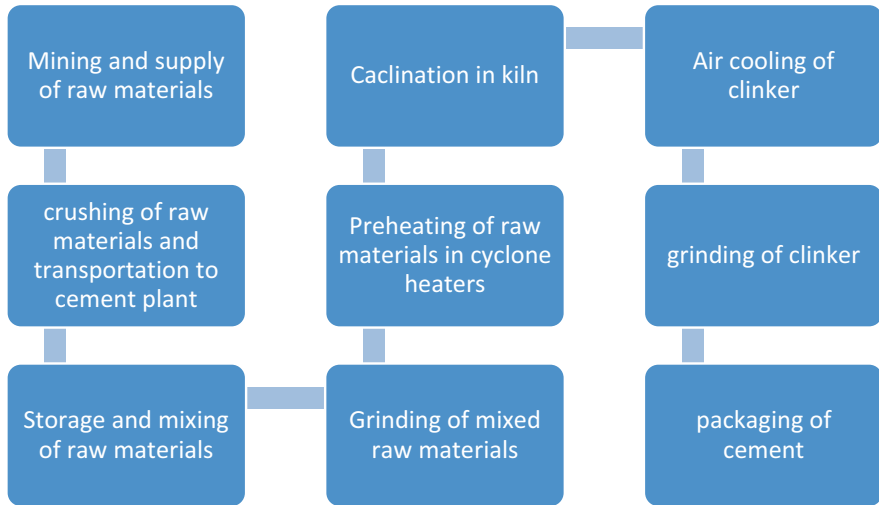 Mining and supply
of raw materials
crushing of raw
materials and
transportation to
cement plant
Storage and mixing
of raw materials
Grinding of mixed
raw materials
Preheating of raw
materials in cyclone
heaters
Caclination in kiln
Air cooling of
clinker
grinding of clinker
packaging of
cement